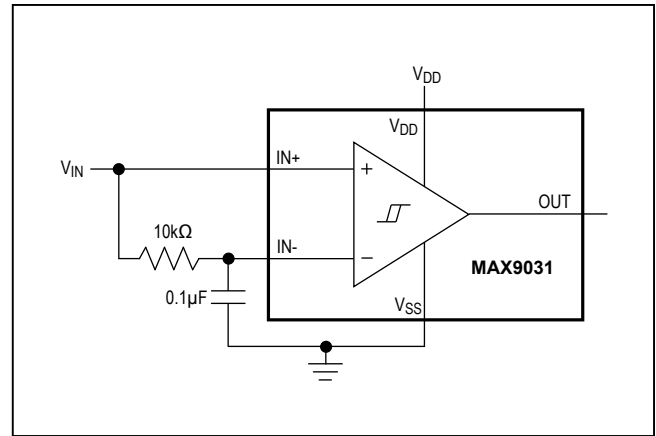 VDD
VDD
VIN
IN+
+
OUT
10kΩ
IN-
–
MAX9031
0.1µF
VSS